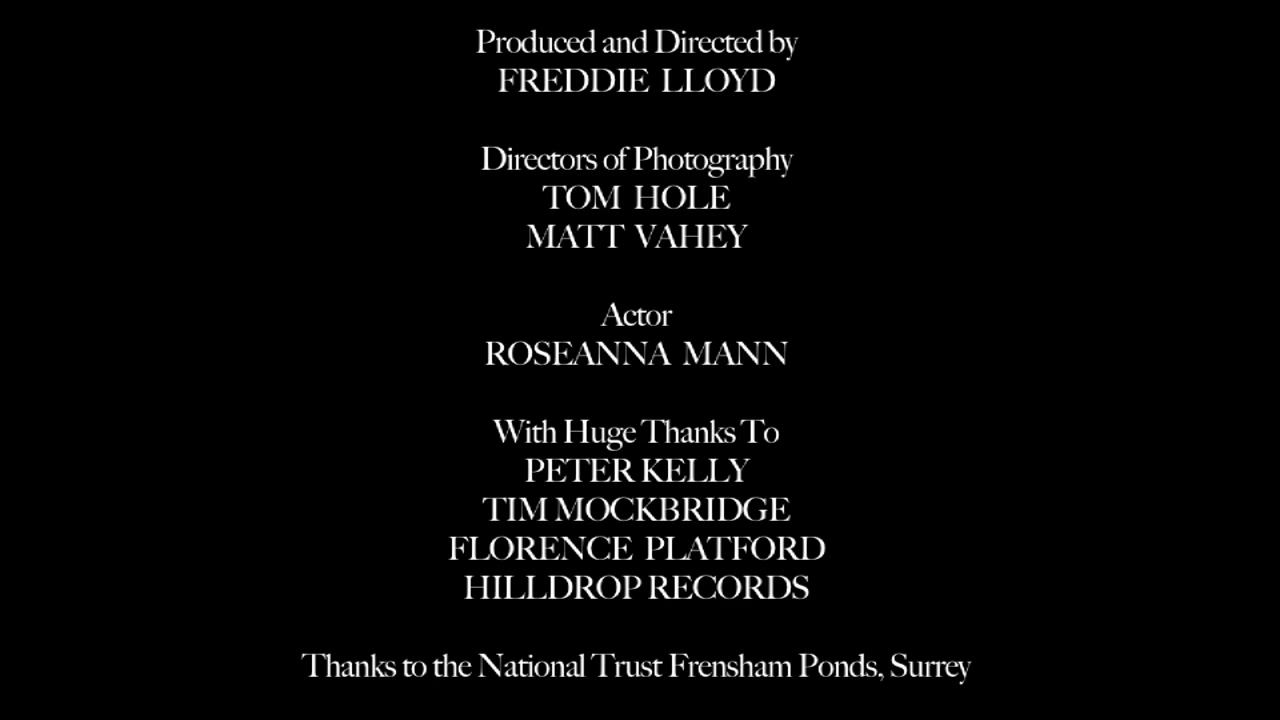 Produced and Directed by
FREDDIE LLOYD
Directors of Photography
TOM HOLE
MATT VAHEY
Actor
ROSEANNA MANN
With Huge Thanks To
PETER KELLY
TIM MOCKBRIDGE
FLORENCE PLATFORD
HILLDROP RECORDS
Thanks to the National Trust Frensham Ponds, Surrey